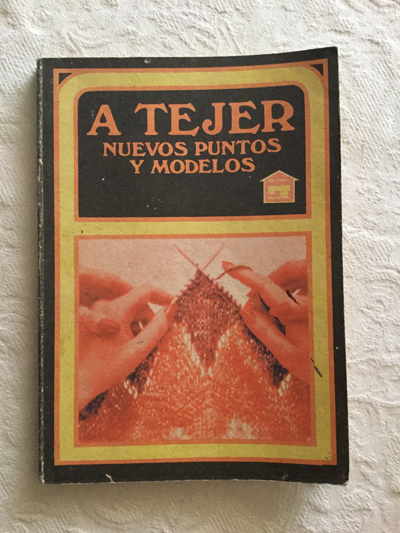 A TEJER
NUEVOS PUNTOS
Y MODELOS